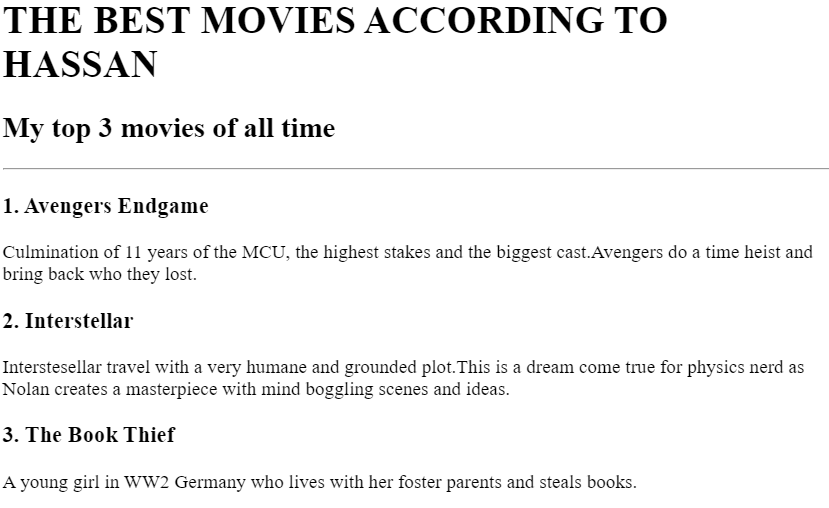 THE BEST MOVIES ACCORDING TO
HASSAN
My top 3 movies of all time
1. Avengers Endgame
Culmination of 11 years of the MCU, the highest stakes and the biggest cast.Avengers do a time heist and
bring back who they lost.
2. Interstellar
Interstesellar travel with a very humane and grounded plot.This is a dream come true for physics nerd as
Nolan creates a masterpiece with mind boggling scenes and ideas.
3. The Book Thief
A young girl in WW2 Germany who lives with her foster parents and steals books.